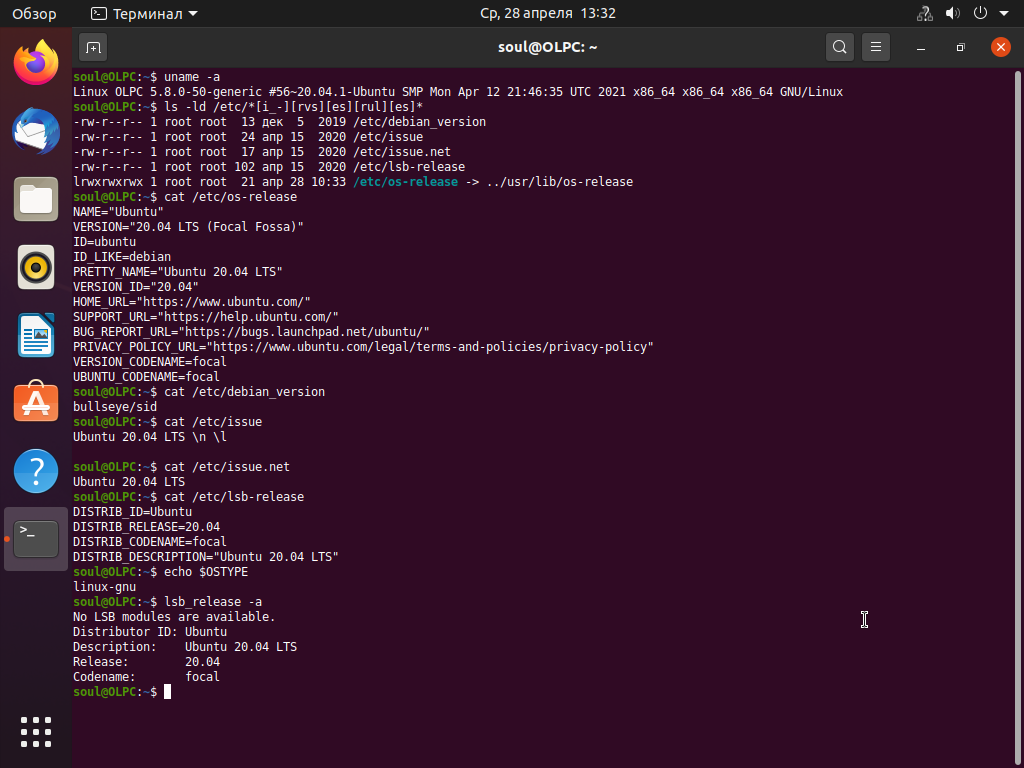 Обзор
Терминал
Ср, 28 апреля 13:32
soul@OLPC: ~
soul@OLPC:~$ uname -a
Linux OLPC 5.8.0-50-generic #56~20.04.1-Ubuntu SMP Mon Apr 12 21:46:35 UTC 2021 x86_64 x86_64 x86_64 GNU/Linux
soul@OLPC:~$ ls -ld /etc/*[i_-][rvs][es][rul][es]*
-rw-r--r-- 1 root root  13 дек  5  2019 /etc/debian_version
-rw-r--r-- 1 root root  24 апр 15  2020 /etc/issue
-rw-r--r-- 1 root root  17 апр 15  2020 /etc/issue.net
-rw-r--r-- 1 root root 102 апр 15  2020 /etc/lsb-release
lrwxrwxrwx 1 root root  21 апр 28 10:33 /etc/os-release -> ../usr/lib/os-release
soul@OLPC:~$ cat /etc/os-release
NAME="Ubuntu"
VERSION="20.04 LTS (Focal Fossa)"
ID=ubuntu
ID_LIKE=debian
PRETTY_NAME="Ubuntu 20.04 LTS"
VERSION_ID="20.04"
HOME_URL="https://www.ubuntu.com/"
SUPPORT_URL="https://help.ubuntu.com/"
BUG_REPORT_URL="https://bugs.launchpad.net/ubuntu/"
PRIVACY_POLICY_URL="https://www.ubuntu.com/legal/terms-and-policies/privacy-policy"
VERSION_CODENAME=focal
UBUNTU_CODENAME=focal
soul@OLPC:~$ cat /etc/debian_version
bullseye/sid
soul@OLPC:~$ cat /etc/issue
Ubuntu 20.04 LTS \n \l
soul@OLPC:~$ cat /etc/issue.net
Ubuntu 20.04 LTS
soul@OLPC:~$ cat /etc/lsb-release
DISTRIB_ID=Ubuntu
DISTRIB_RELEASE=20.04
DISTRIB_CODENAME=focal
DISTRIB_DESCRIPTION="Ubuntu 20.04 LTS"
soul@OLPC:~$ echo $OSTYPE
linux-gnu
soul@OLPC:~$ lsb_release -a
No LSB modules are available.
Distributor ID: Ubuntu
Description:    Ubuntu 20.04 LTS
Release:        20.04
Codename:       focal
soul@OLPC:~$